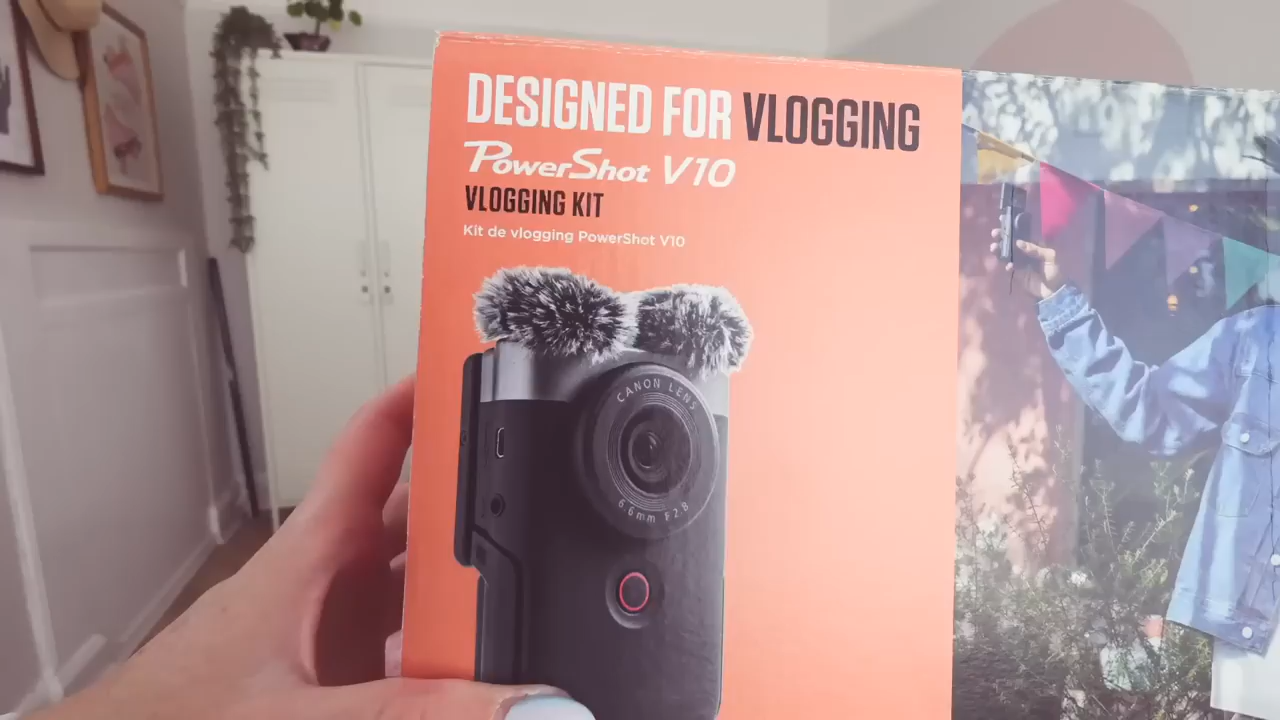 DESIGNED FOR VLOGGING
PowerShot V10
VLOGGING KIT
Kit de vlogging PowerShot V10
CANON LENS
6.6mm F2.8